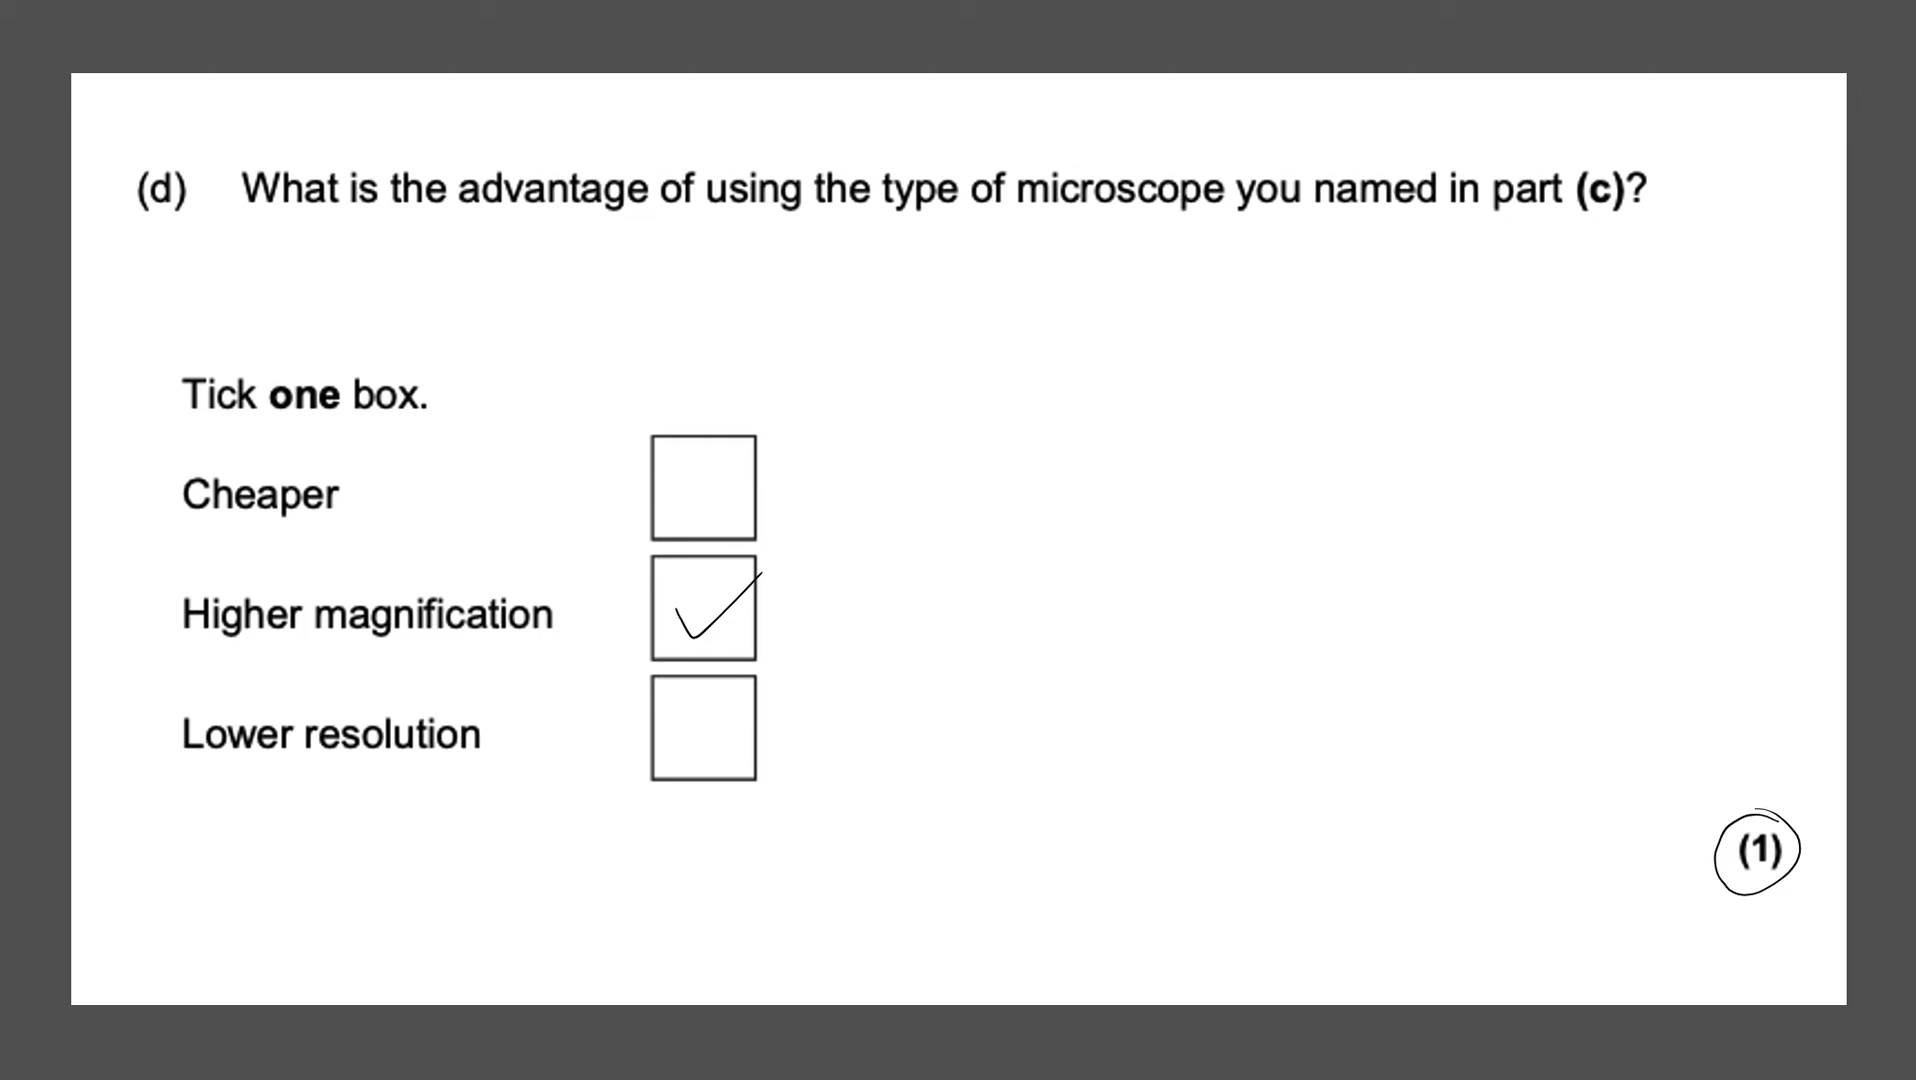 (d) What is the advantage of using the type of microscope you named in part (c)?
Tick one box.
Cheaper
Higher magnification
Lower resolution
(1)